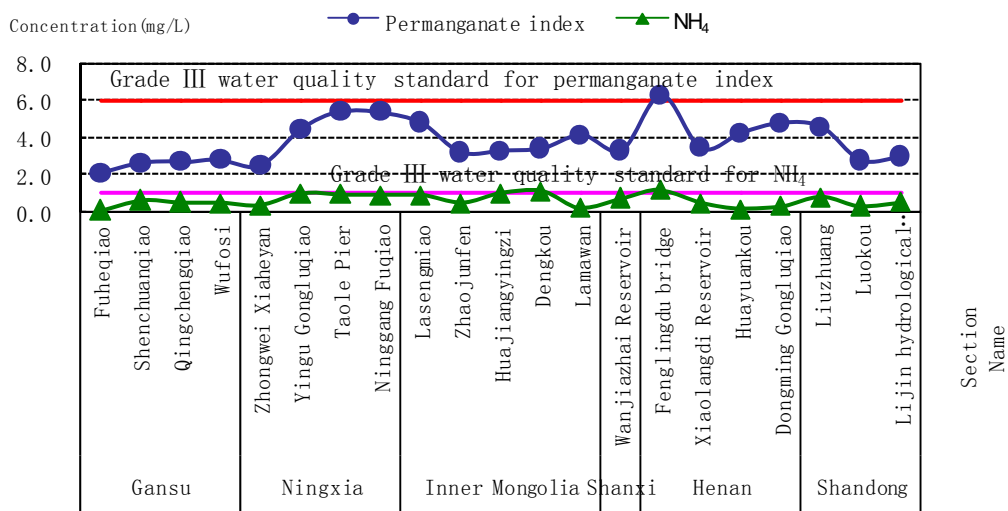 Concentration(mg/L)
Permanganate index
NH4
8.0
6.0
4.0
2.0
0.0
Grade Ⅲ water quality standard for permanganate index
Grade Ⅲ water quality standard for NH4
Fuheqiao
Shenchuanqiao
Qingchengqiao
Wufosi
Zhongwei Xiaheyan
Yingu Gongluqiao
Taole Pier
Ninggang Fuqiao
Lasengmiao
Zhaojunfen
Huajiangyingzi
Dengkou
Lamawan
Wanjiazhai Reservoir
Fenglingdu bridge
Xiaolangdi Reservoir
Huayuankou
Dongming Gongluqiao
Liuzhuang
Luokou
Lijin hydrological..
Section
Name
Gansu
Ningxia
Inner Mongolia
Shanxi
Henan
Shandong